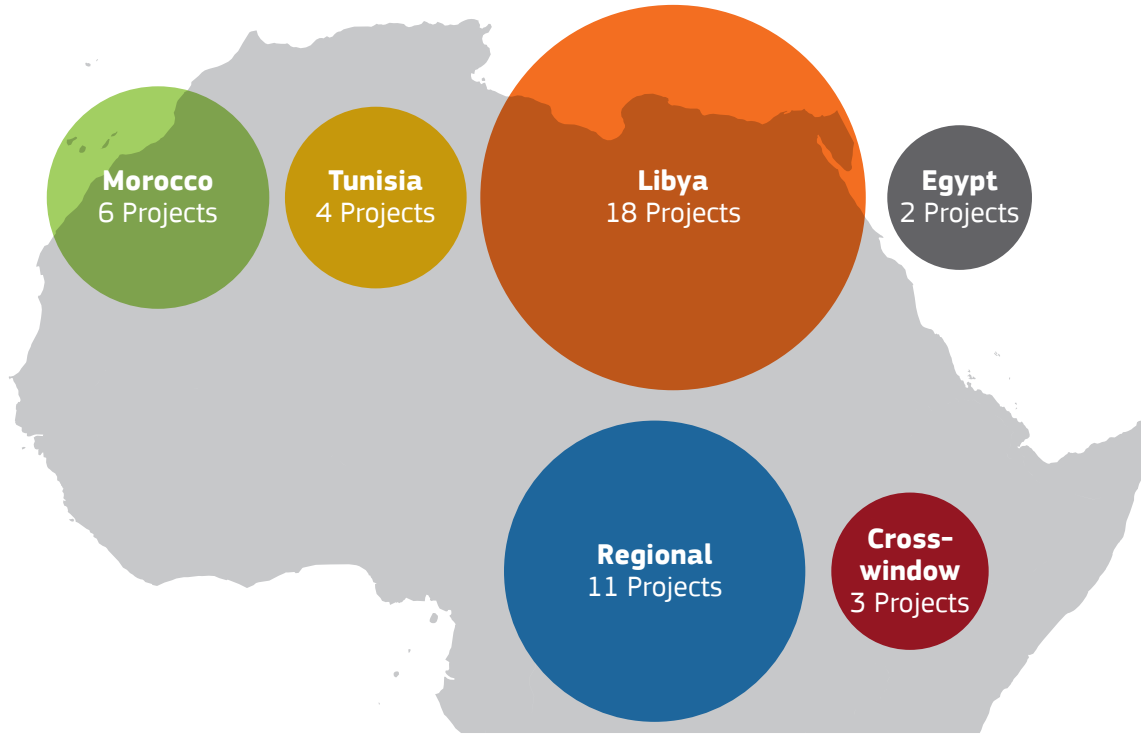 Morocco
6 Projects
Tunisia
4 Projects
Libya
18 Projects
Egypt
2 Projects
Regional
11 Projects
Cross-
window
3 Projects